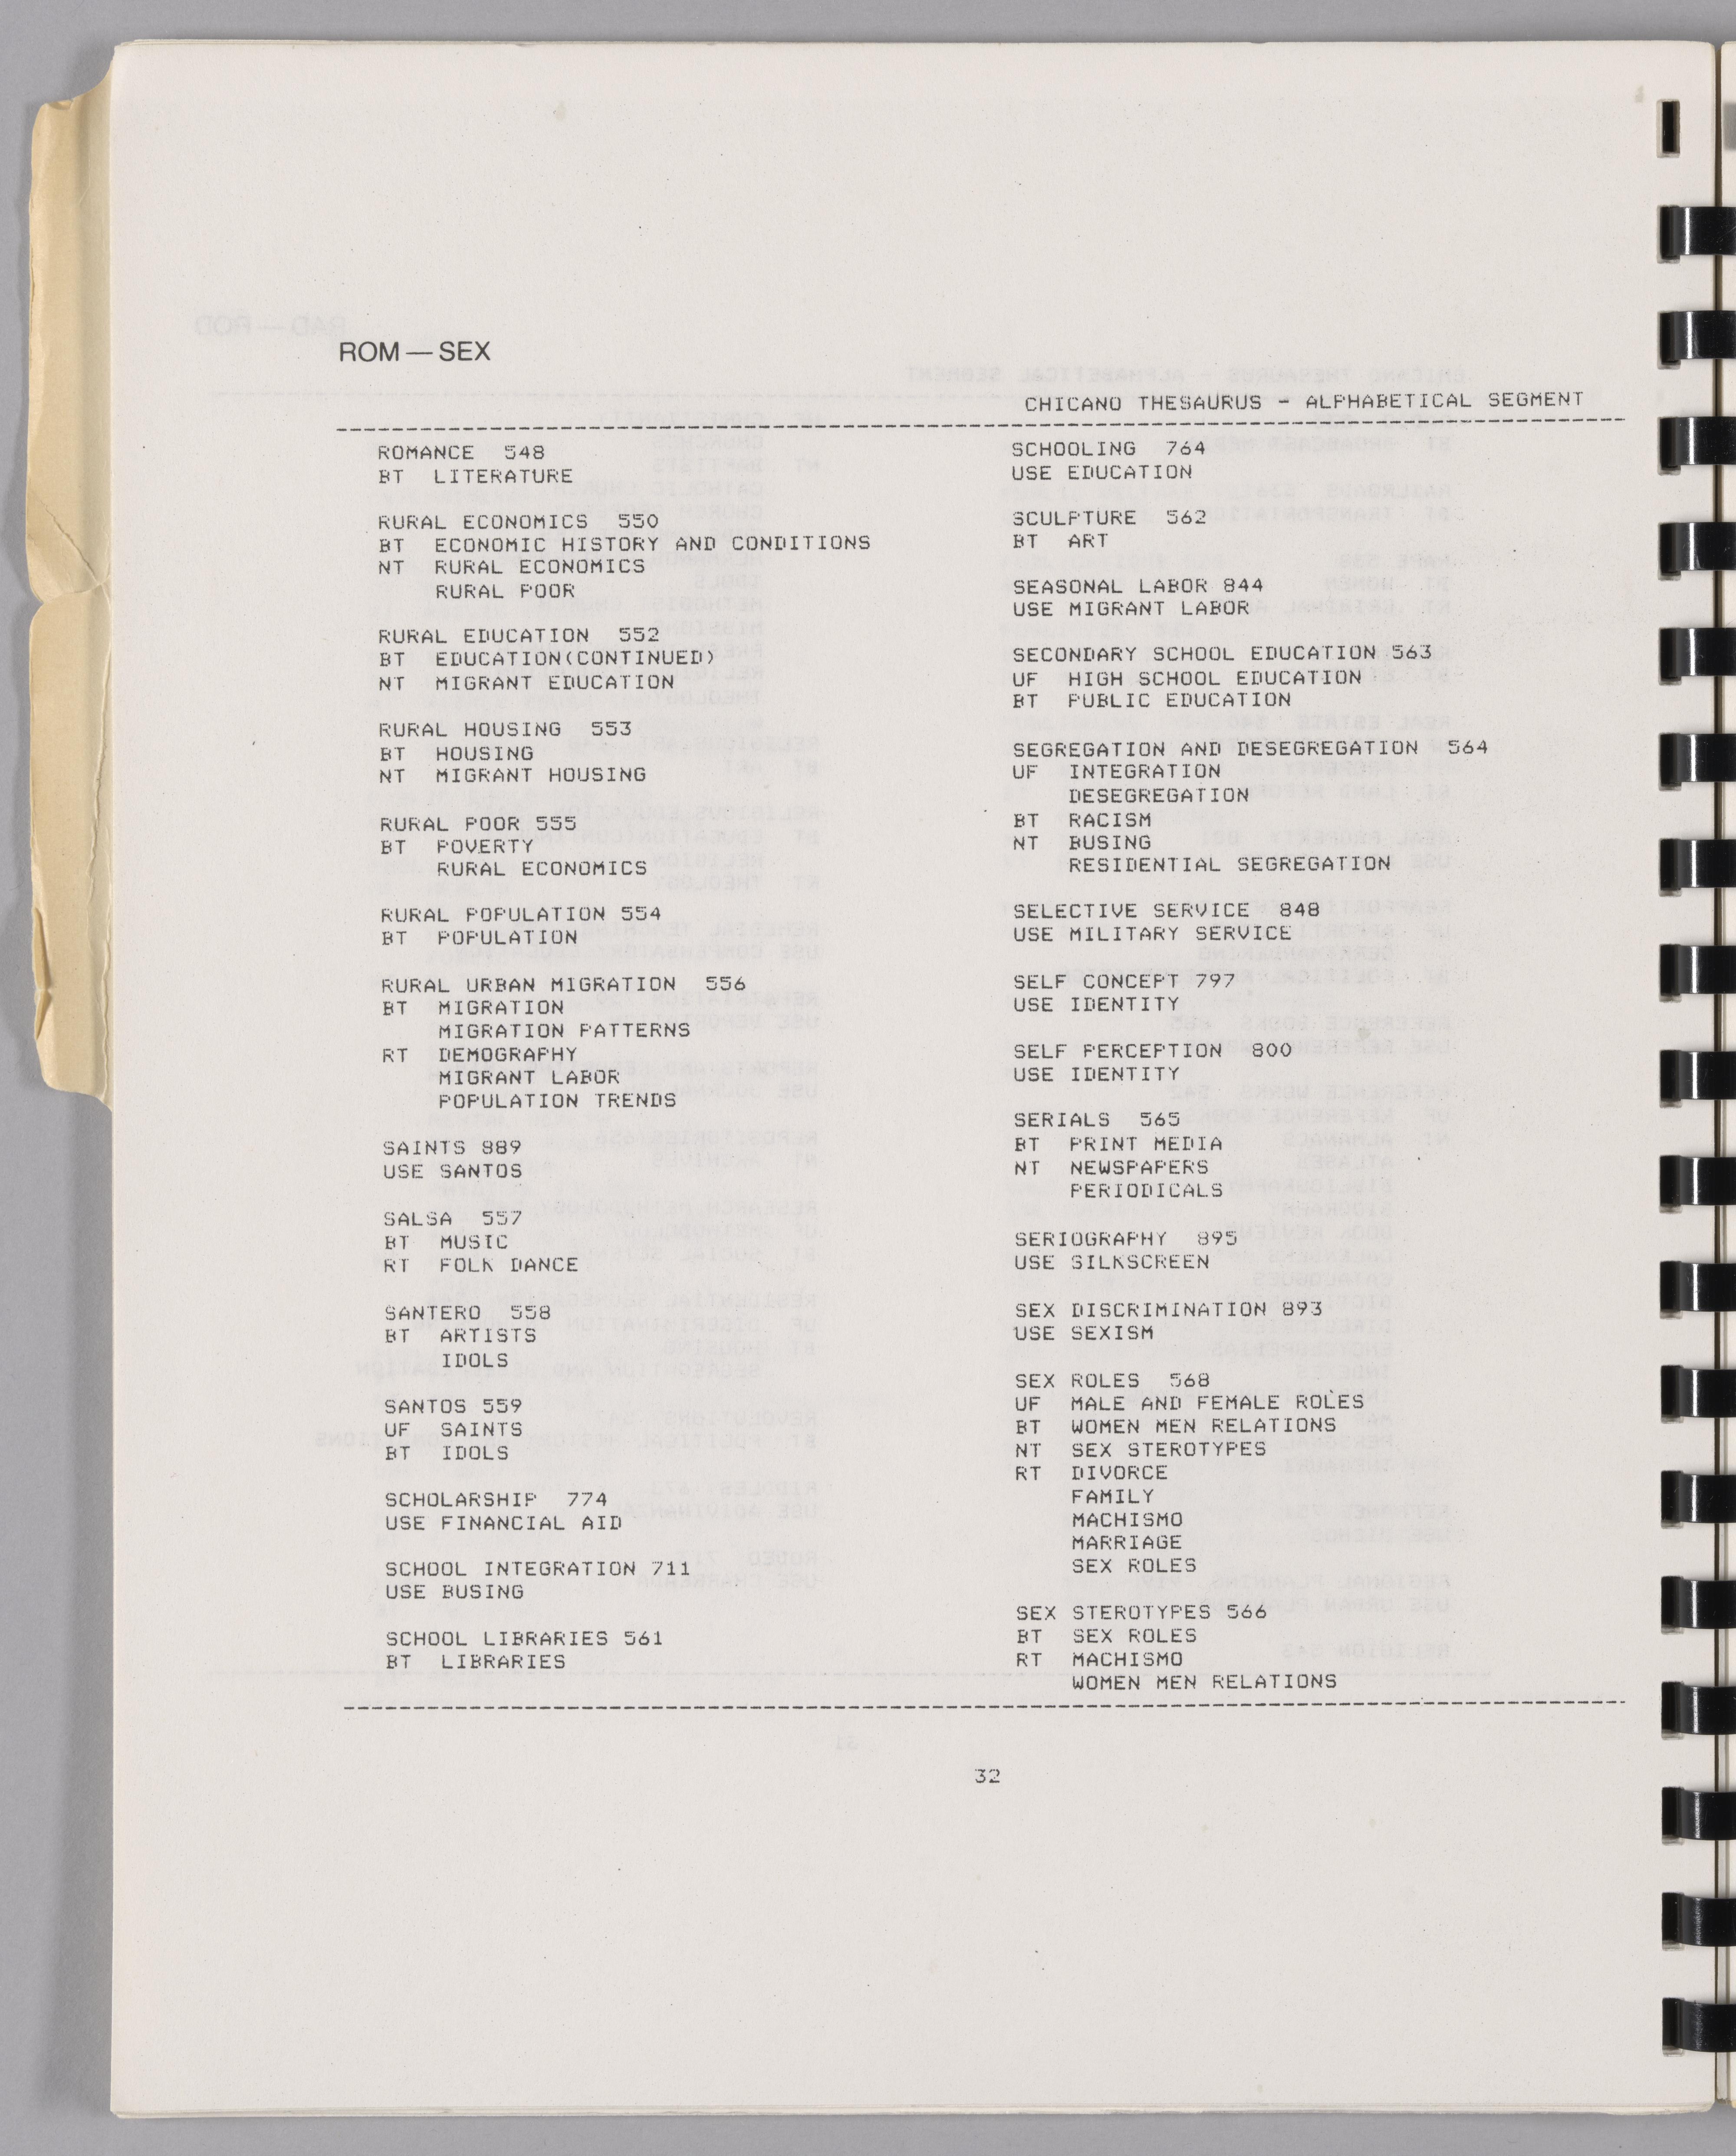 ROM — SEX
CHICANO THESAURUS - ALPHABETICAL SEGMENT
ROMANCE 548
BT LITERATURE
RURAL ECONOMICS 550
BT ECONOMIC HISTORY AND CONDITIONS
NT RURAL ECONOMICS
RURAL POOR
RURAL EDUCATION 552
BT EDUCATION(CONTINUED)
NT MIGRANT EDUCATION
RURAL HOUSING 553
BT HOUSING
NT MIGRANT HOUSING
RURAL POOR 555
BT POVERTY
RURAL ECONOMICS
RURAL POPULATION 554
BT POPULATION
RURAL URBAN MIGRATION 556
BT MIGRATION
MIGRATION PATTERNS
RT DEMOGRAPHY
MIGRANT LABOR
POPULATION TRENDS
SAINTS 889
USE SANTOS
SALSA 557
BT MUSIC
RT FOLK DANCE
SANTERO 558
BT ARTISTS
IDOLS
SANTOS 559
UF SAINTS
BT IDOLS
SCHOLARSHIP 774
USE FINANCIAL AID
SCHOOL INTEGRATION 711
USE BUSING
SCHOOL LIBRARIES 561
BT LIBRARIES
SCHOOLING 764
USE EDUCATION
SCULPTURE 562
BT ART
SEASONAL LABOR 844
USE MIGRANT LABOR
SECONDARY SCHOOL EDUCATION 563
UF HIGH SCHOOL EDUCATION
BT PUBLIC EDUCATION
SEGREGATION AND DESEGREGATION 564
UF INTEGRATION
DESEGREGATION
BT RACISM
NT BUSING
RESIDENTIAL SEGREGATION
SELECTIVE SERVICE 848
USE MILITARY SERVICE
SELF CONCEPT 797
USE IDENTITY
SELF PERCEPTION 800
USE IDENTITY
SERIALS 565
BT PRINT MEDIA
NT NEWSPAPERS
PERIODICALS
SERIOGRAPHY 895
USE SILKSCREEN
SEX DISCRIMINATION 893
USE SEXISM
SEX ROLES 568
UF MALE AND FEMALE ROLES
BT WOMEN MEN RELATIONS
NT SEX STEROTYPES
RT DIVORCE
FAMILY
MACHISMO
MARRIAGE
SEX ROLES
SEX STEROTYPES 566
BT SEX ROLES
RT MACHISMO
WOMEN MEN RELATIONS
32